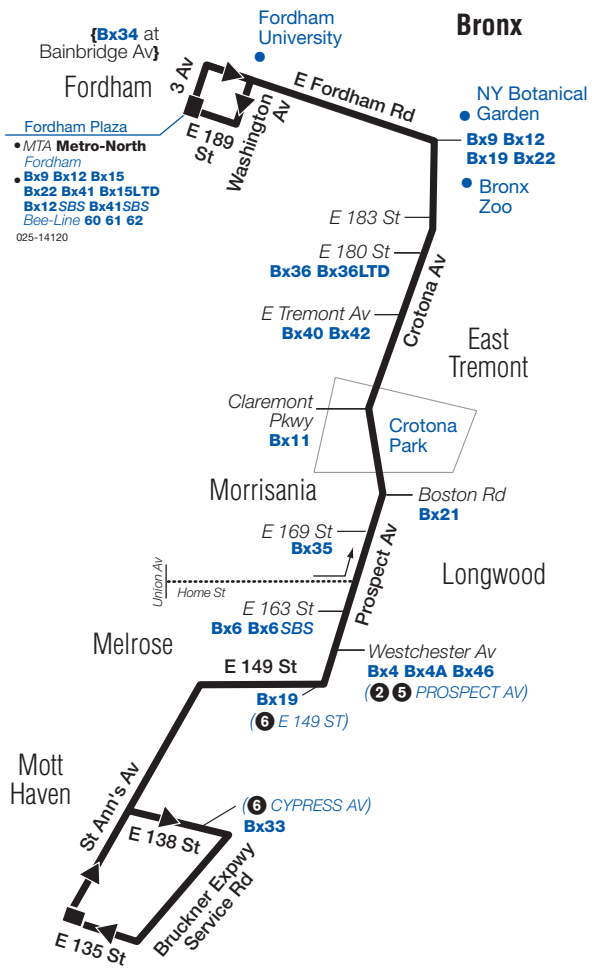 Bronx
{Bx34 at
Bainbridge Av}
Fordham
University
Fordham
3 Av
E Fordham Rd
NY Botanical
Garden
Bx9 Bx12
Bx19 Bx22
Bronx
Zoo
Washington
Av
E 189
St
Fordham Plaza
• MTA Metro-North
Fordham
• Bx9 Bx12 Bx15
Bx22 Bx41 Bx15LTD
Bx12SBS Bx41SBS
Bee-Line 60 61 62
025-14120
E 183 St
E 180 St
Bx36 Bx36LTD
Crotona Av
E Tremont Av
Bx40 Bx42
East
Tremont
Claremont
Pkwy
Bx11
Crotona
Park
Morrisania
Boston Rd
Bx21
E 169 St
Bx35
Prospect Av
Longwood
Union Av
Home St
E 163 St
Bx6 Bx6SBS
Melrose
Westchester Av
Bx4 Bx4A Bx46
(2 5 PROSPECT AV)
E 149 St
Bx19
(6 E 149 ST)
Mott
Haven
St Ann's Av
(6 CYPRESS AV)
Bx33
E 138 St
Bruckner Expwy
Service Rd
E 135 St